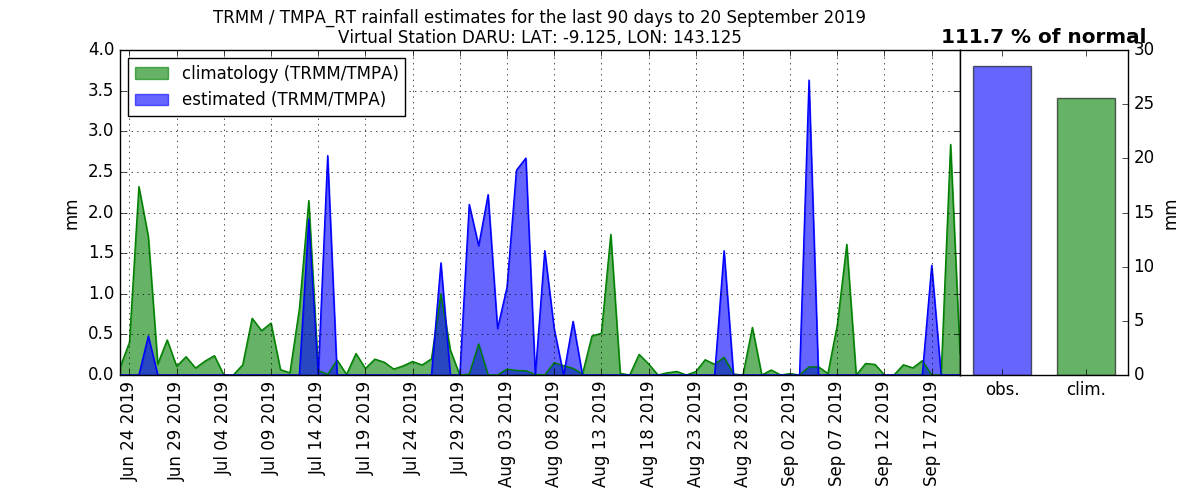 TRMM / TMPA_RT rainfall estimates for the last 90 days to 20 September 2019
Virtual Station DARU: LAT: -9.125, LON: 143.125
111.7 % of normal
climatology (TRMM/TMPA)
estimated (TRMM/TMPA)
4.0
3.5
3.0
2.5
2.0
1.5
1.0
0.5
0.0
mm
Jun 24 2019
Jun 29 2019
Jul 04 2019
Jul 09 2019
Jul 14 2019
Jul 19 2019
Jul 24 2019
Jul 29 2019
Aug 03 2019
Aug 08 2019
Aug 13 2019
Aug 18 2019
Aug 23 2019
Aug 28 2019
Sep 02 2019
Sep 07 2019
Sep 12 2019
Sep 17 2019
30
25
20
15
10
5
0
mm
obs.
clim.